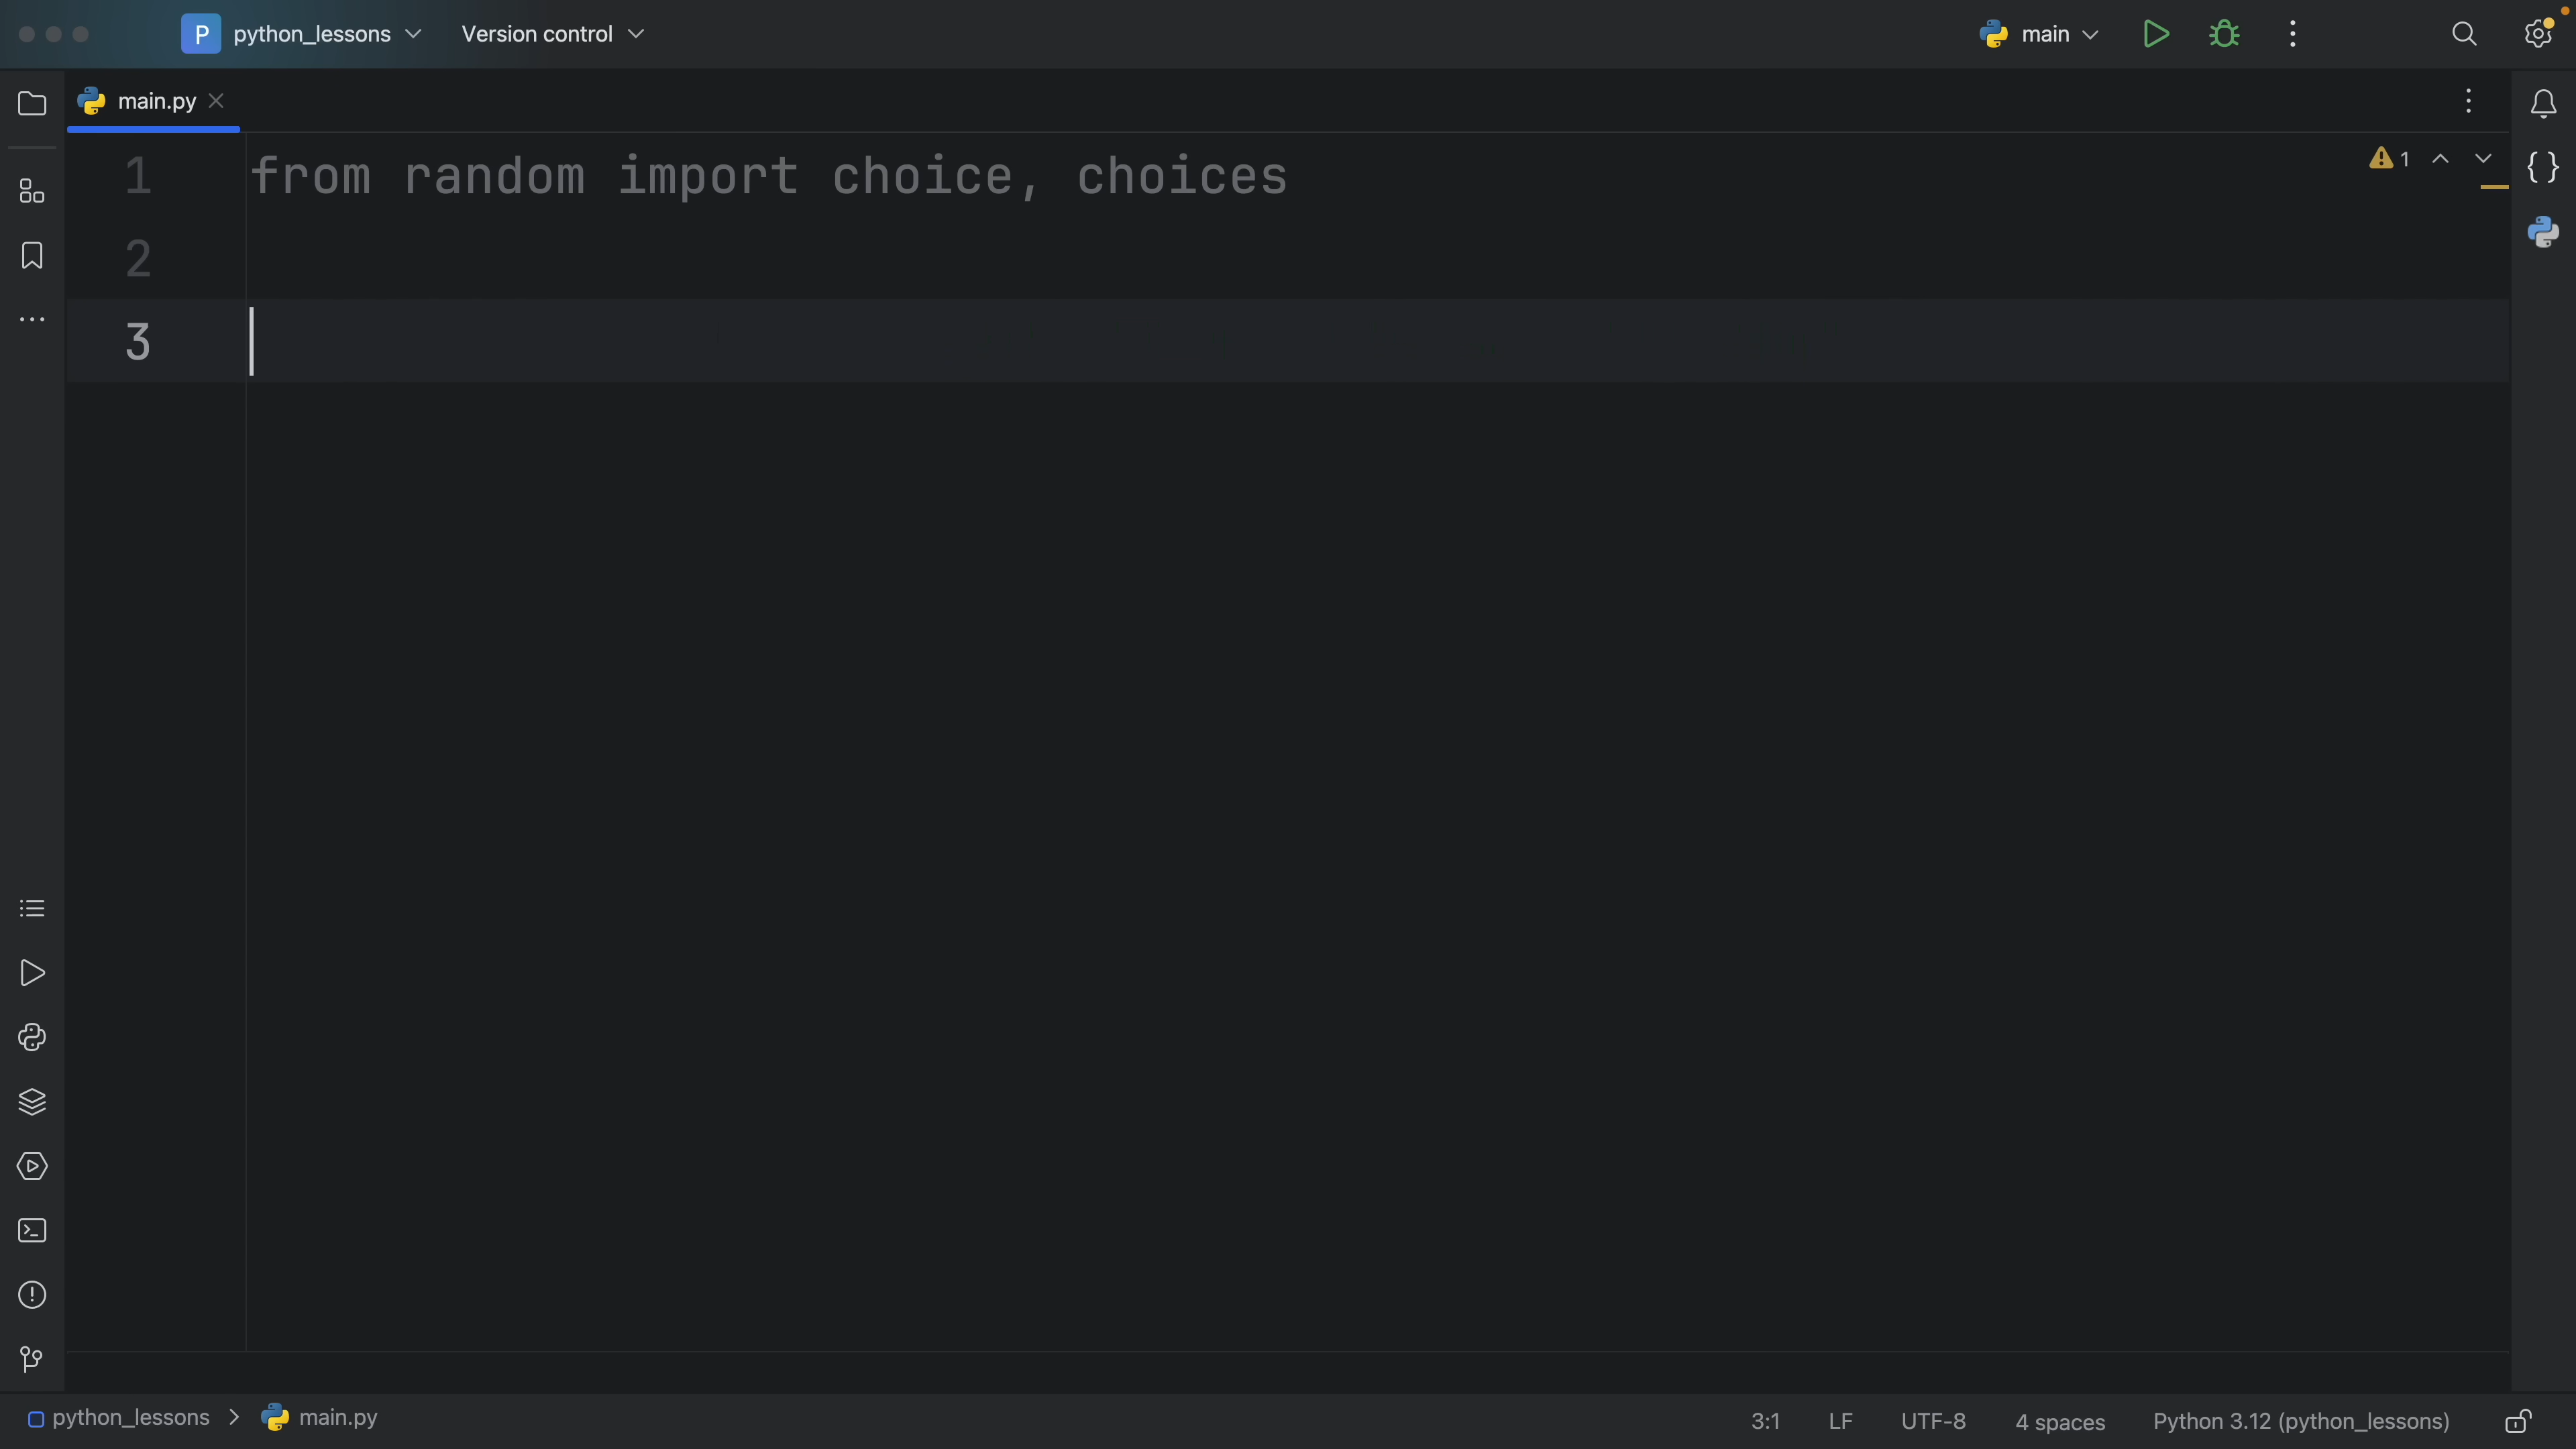 P python_lessons Version control main
main.py
1 from random import choice, choices
1
2
3
python_lessons > main.py 3:1 LF UTF-8 4 spaces Python 3.12 (python_lessons)